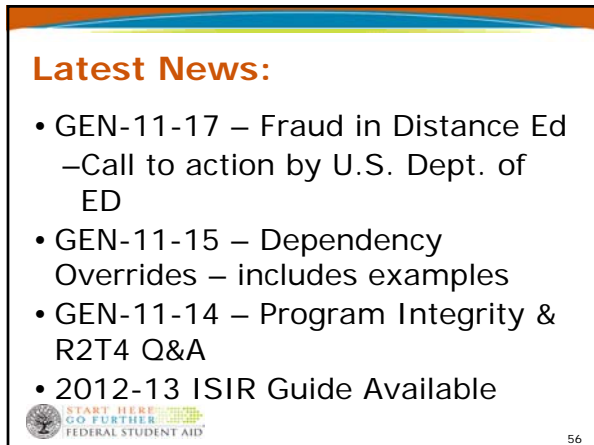 Latest News:
• GEN-11-17 – Fraud in Distance Ed
–Call to action by U.S. Dept. of
ED
• GEN-11-15 – Dependency
Overrides – includes examples
• GEN-11-14 – Program Integrity &
R2T4 Q&A
• 2012-13 ISIR Guide Available
START HERE
GO FURTHER
FEDERAL STUDENT AID
56